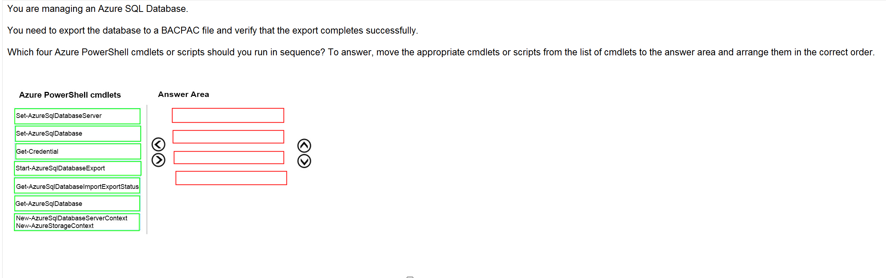 You are managing an Azure SQL Database.
You need to export the database to a BACPAC file and verify that the export completes successfully.
Which four Azure PowerShell cmdlets or scripts should you run in sequence? To answer, move the appropriate cmdlets or scripts from the list of cmdlets to the answer area and arrange them in the correct order.
Azure PowerShell cmdlets
Answer Area
Set-AzureSqlDatabaseServer
Set-AzureSqlDatabase
Get-Credential
Start-AzureSqlDatabaseExport
Get-AzureSqlDatabaseImportExportStatus
Get-AzureSqlDatabase
New-AzureSqlDatabaseServerContext
New-AzureStorageContext